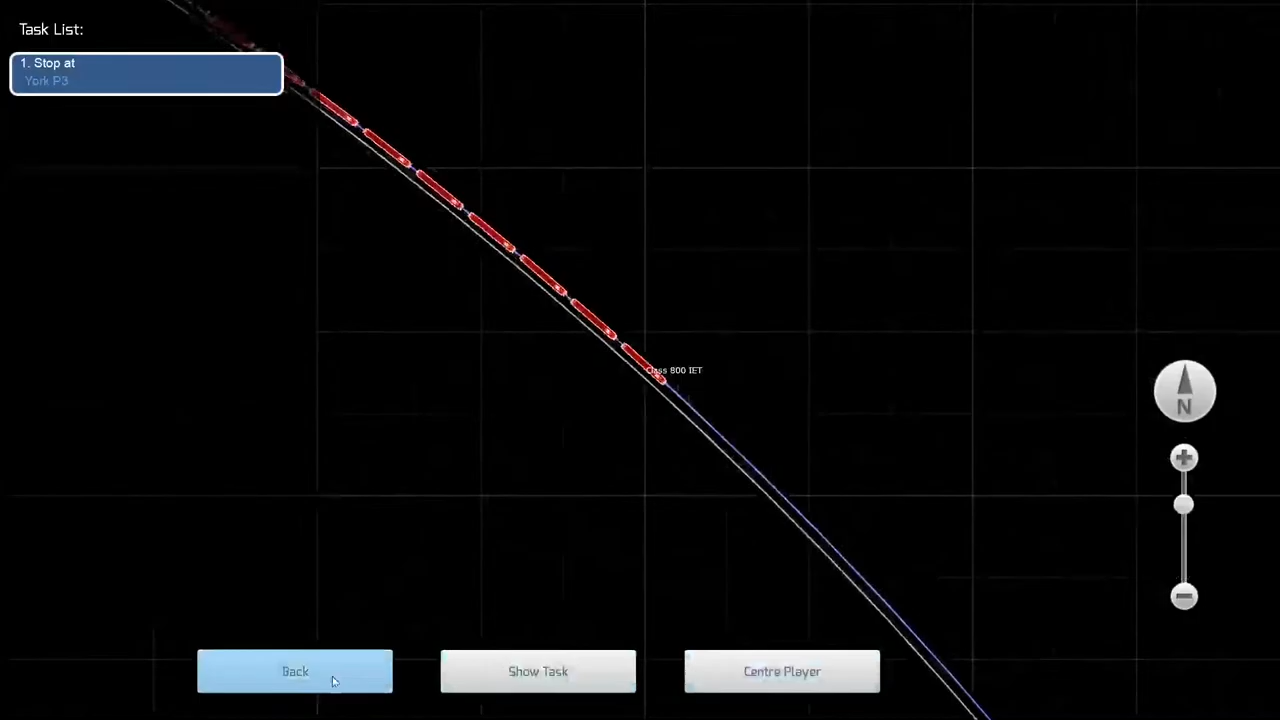 Task List:
1. Stop at
York P3
Class 800 IET
N
Back
Show Task
Centre Player